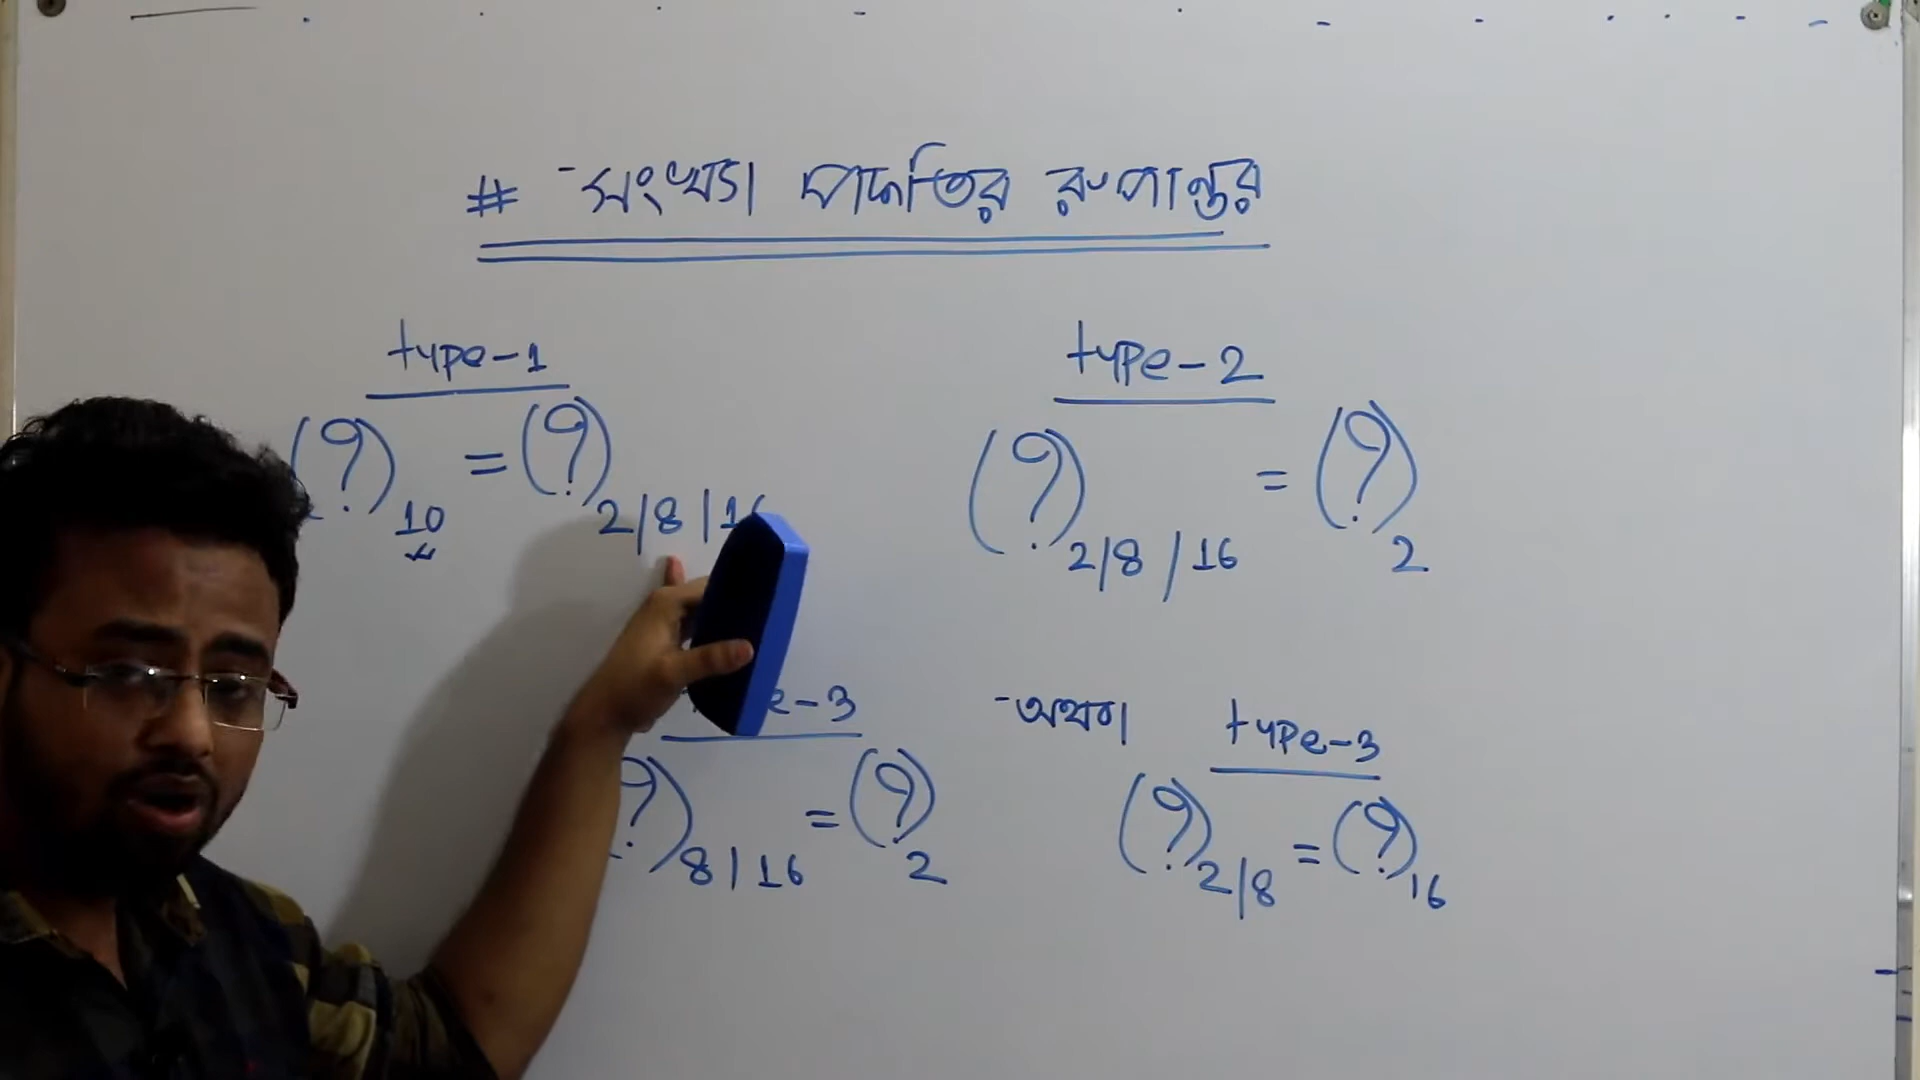 # সংখ্যা পদ্ধতির রুপান্তর
type-1
type-2
(?)10 = (?)2/8/16
(?)2/8/16 = (?)2
e-3
অথবা
type-3
(?)8/16 = (?)2
(?)2/8 = (?)16